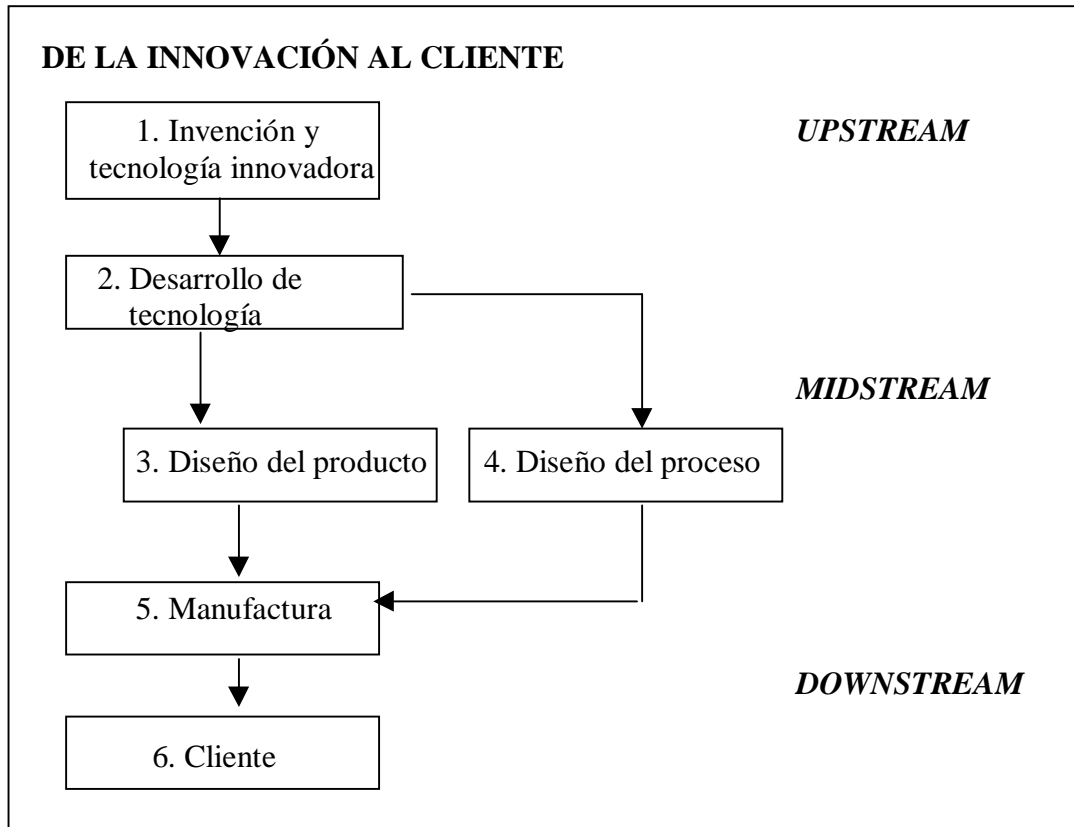 DE LA INNOVACIÓN AL CLIENTE
1. Invención y
tecnología innovadora
UPSTREAM
2. Desarrollo de
tecnología
MIDSTREAM
3. Diseño del producto
4. Diseño del proceso
5. Manufactura
DOWNSTREAM
6. Cliente